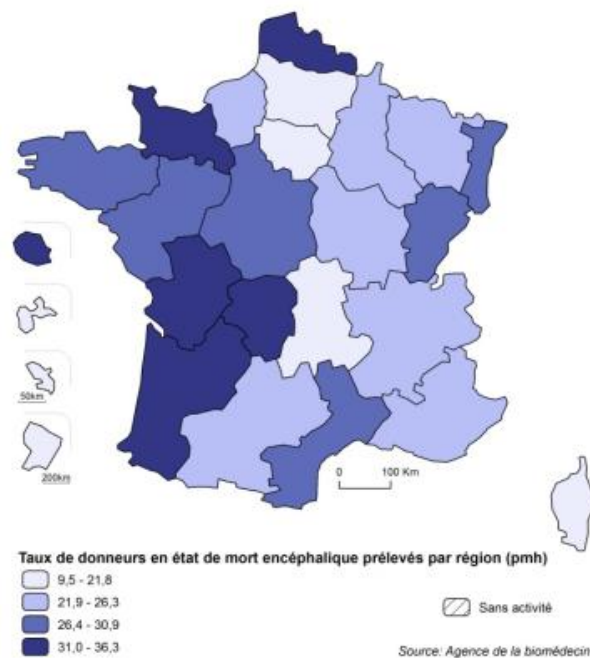 50km
200km
0 100 Km
Taux de donneurs en état de mort encéphalique prélevés par région (pmh)
9,5 - 21,8
21,9 - 26,3
26,4 - 30,9
31,0 - 36,3
Sans activité
Source: Agence de la biomédecin